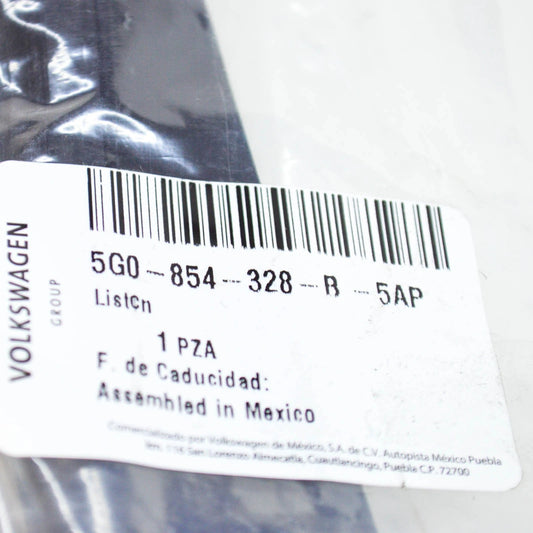 VOLKSWAGEN
GROUP
5G0-854-328-B -5AP
Listón
1 PZA
F. de Caducidad:
Assembled in Mexico
Comercializado por Volkswagen de México, S.A. de C.V. Autopista México Puebla
km. 116 San Lorenzo Almecatla, Cuautlancingo, Puebla C.P. 72700